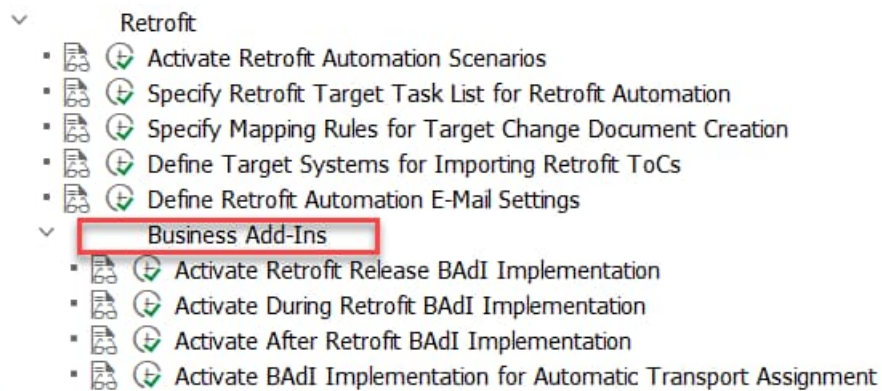 Retrofit
Activate Retrofit Automation Scenarios
Specify Retrofit Target Task List for Retrofit Automation
Specify Mapping Rules for Target Change Document Creation
Define Target Systems for Importing Retrofit ToCs
Define Retrofit Automation E-Mail Settings
Business Add-Ins
Activate Retrofit Release BAdI Implementation
Activate During Retrofit BAdI Implementation
Activate After Retrofit BAdI Implementation
Activate BAdI Implementation for Automatic Transport Assignment